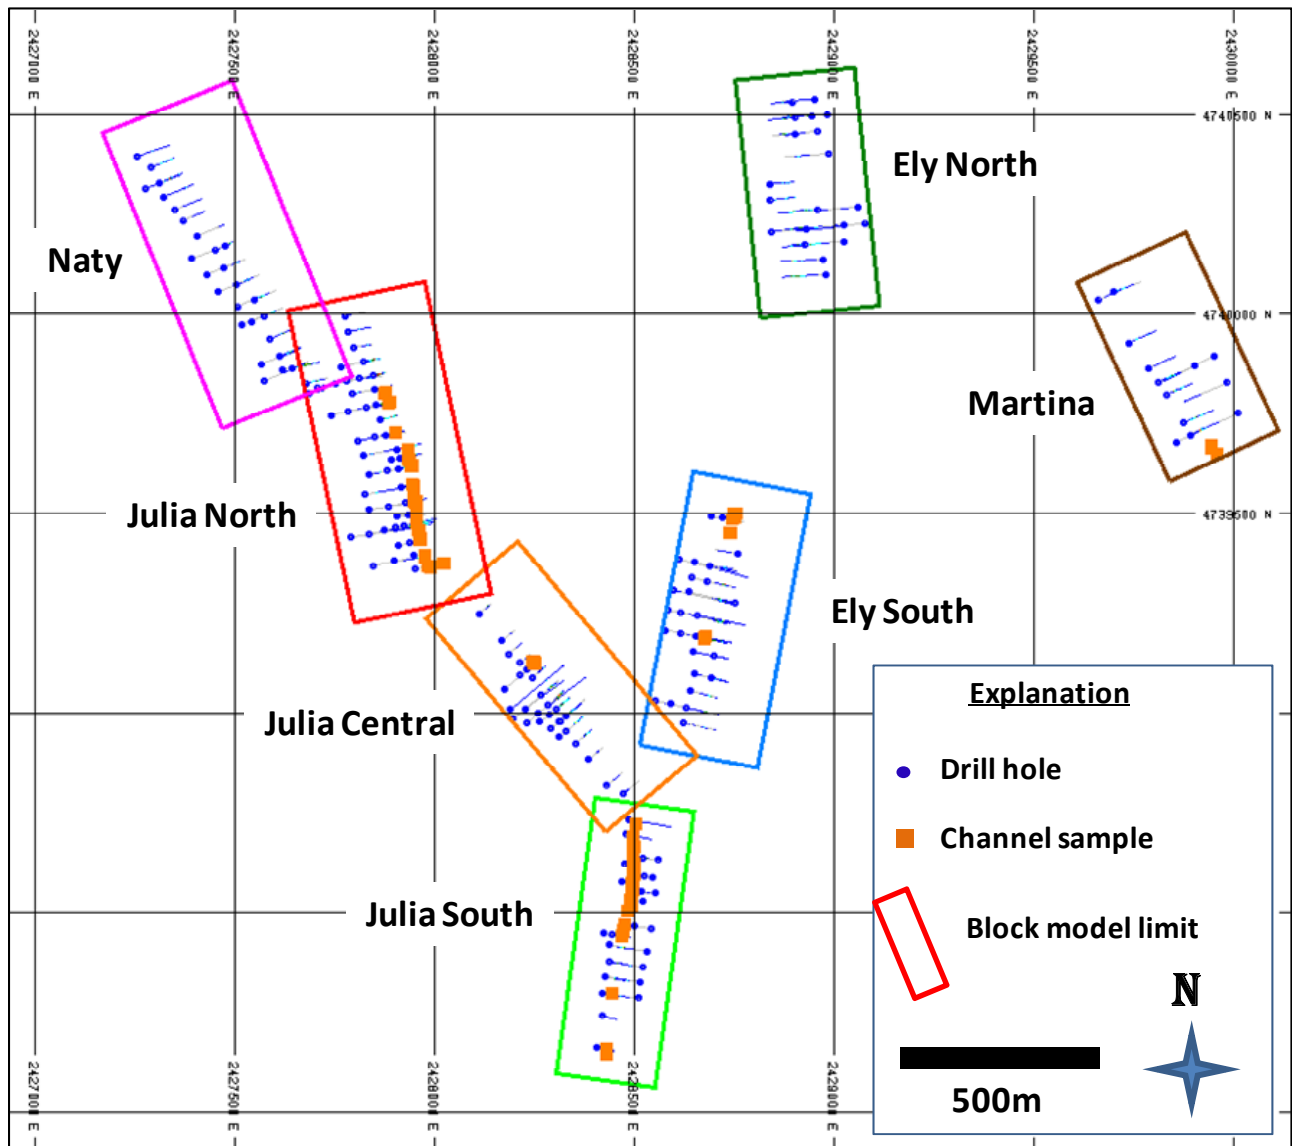 2427000 E
2427500 E
2428000 E
2428500 E
2429000 E
2429500 E
2430000 E
4740500 N
Ely North
Naty
4740000 N
Martina
Julia North
4739500 N
Ely South
Julia Central
Explanation
Drill hole
Channel sample
Julia South
Block model limit
N
500m
2427000 E
2427500 E
2428000 E
2428500 E
2429000 E